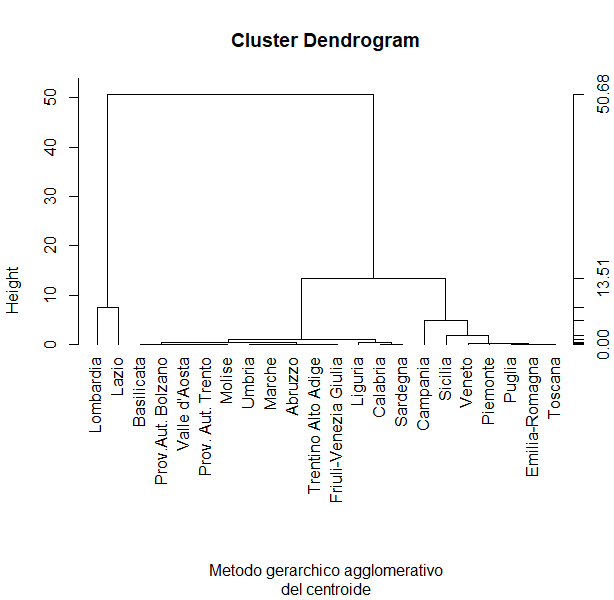 Cluster Dendrogram
Height
0
10
20
30
40
50
50.68
13.51
0.00
Lombardia
Lazio
Basilicata
Prov.Aut. Bolzano
Valle d'Aosta
Prov. Aut. Trento
Molise
Umbria
Marche
Abruzzo
Trentino Alto Adige
Friuli-Venezia Giulia
Liguria
Calabria
Sardegna
Campania
Sicilia
Veneto
Piemonte
Puglia
Emilia-Romagna
Toscana
Metodo gerarchico agglomerativo
del centroide